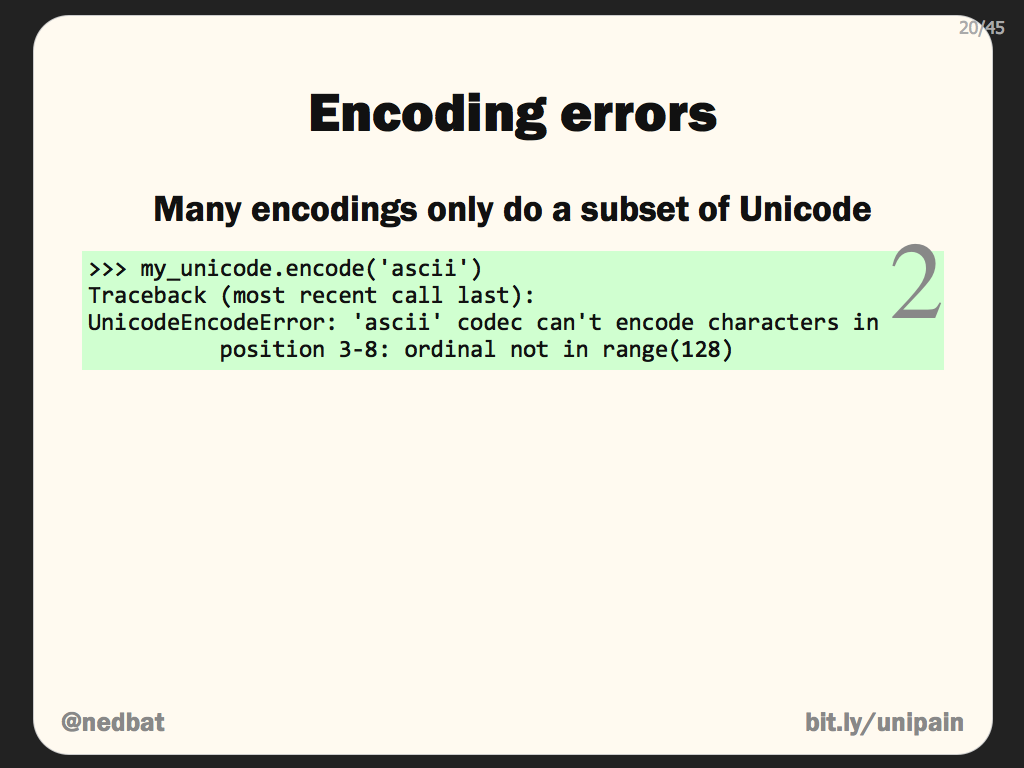 20/45
Encoding errors
Many encodings only do a subset of Unicode
2
>>> my_unicode.encode('ascii')
Traceback (most recent call last):
UnicodeEncodeError: 'ascii' codec can't encode characters in
position 3-8: ordinal not in range(128)
@nedbat
bit.ly/unipain